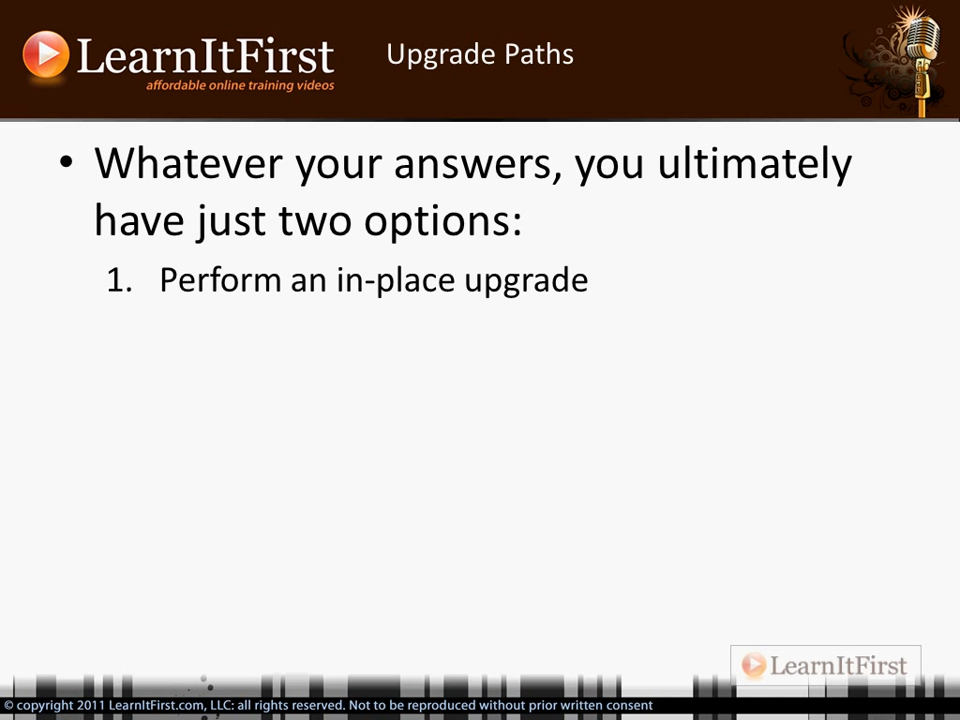 LearnItFirst
affordable online training videos
Upgrade Paths
• Whatever your answers, you ultimately
have just two options:
1. Perform an in-place upgrade
LearnItFirst
© copyright 2011 LearnItFirst.com, LLC: all rights reserved. Not to be reproduced without prior written consent